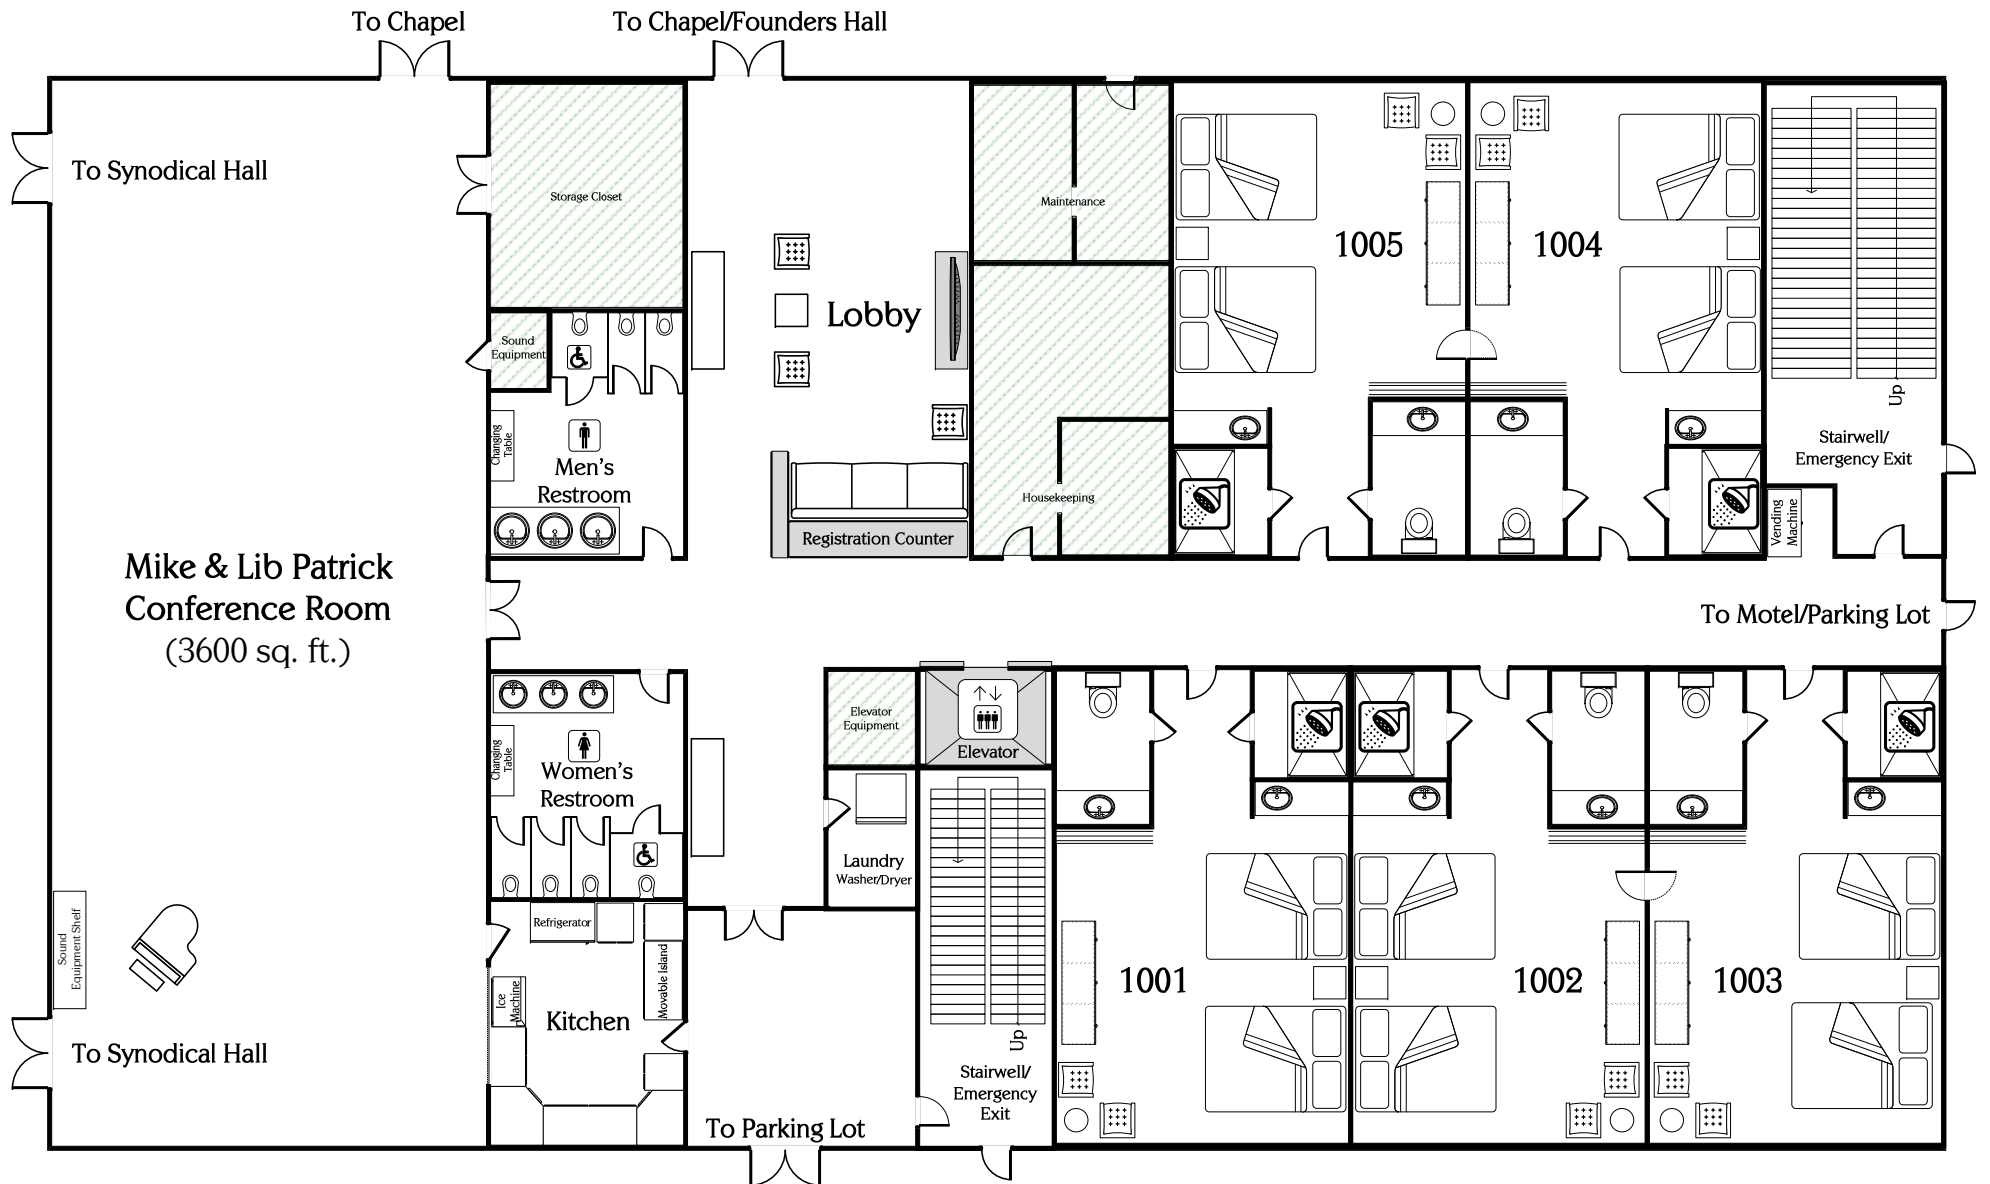 To Chapel
To Chapel/Founders Hall
To Synodical Hall
Storage Closet
Maintenance
1005
1004
Lobby
Sound
Equipment
Up
Stairwell/
Emergency Exit
Changing
Table
Men's
Restroom
Housekeeping
Vending
Machine
Registration Counter
Mike & Lib Patrick
Conference Room
(3600 sq. ft.)
To Motel/Parking Lot
Elevator
Equipment
Elevator
Changing
Table
Women's
Restroom
Laundry
Washer/Dryer
Refrigerator
Sound
Equipment Shelf
Movable Island
Ice
Machine
Kitchen
1001
1002
1003
Up
To Synodical Hall
Stairwell/
Emergency
Exit
To Parking Lot